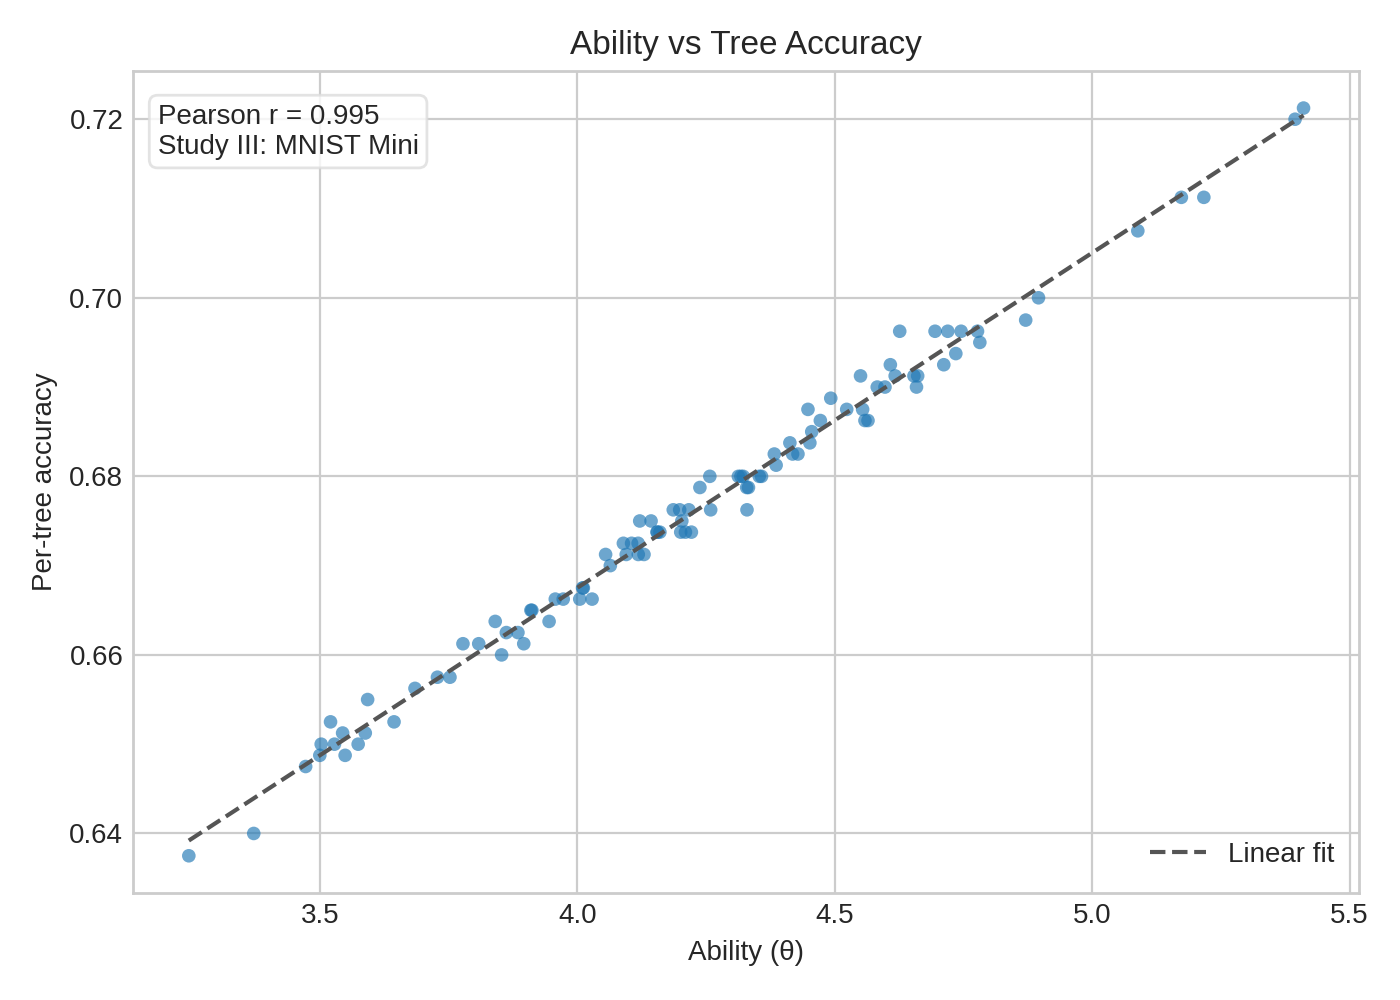 Ability vs Tree Accuracy
Pearson r = 0.995
Study III: MNIST Mini
0.72
0.70
0.68
0.66
0.64
Per-tree accuracy
Linear fit
3.5
4.0
4.5
5.0
5.5
Ability (θ)